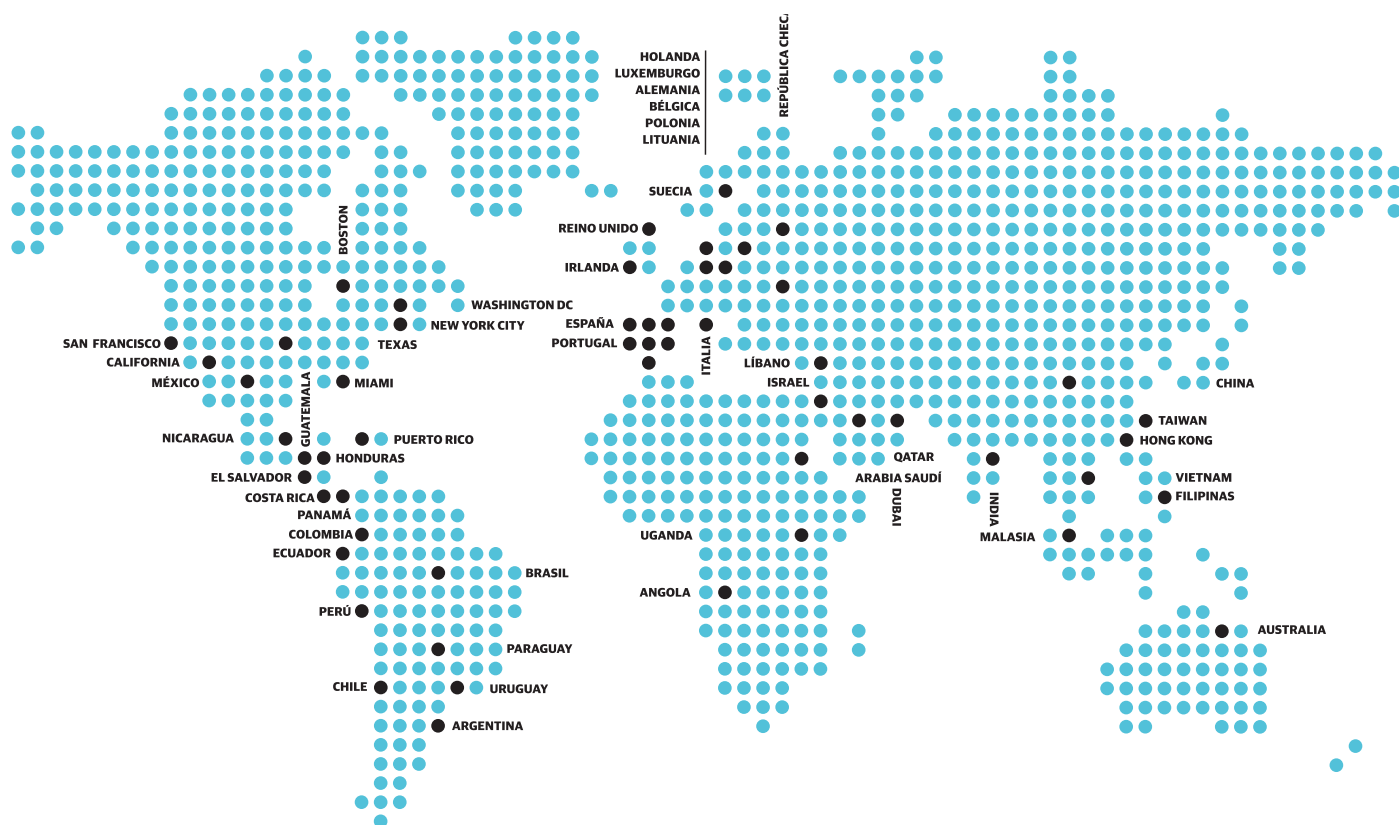 HOLANDA
LUXEMBURGO
ALEMANIA
BÉLGICA
POLONIA
LITUANIA
REPÚBLICA CHEC
SUECIA
BOSTON
REINO UNIDO
IRLANDA
WASHINGTON DC
NEW YORK CITY
ESPAÑA
PORTUGAL
ITALIA
SAN FRANCISCO
TEXAS
CALIFORNIA
LÍBANO
MÉXICO
MIAMI
ISRAEL
CHINA
GUATEMALA
TAIWAN
NICARAGUA
PUERTO RICO
HONG KONG
HONDURAS
QATAR
EL SALVADOR
ARABIA SAUDÍ
VIETNAM
COSTA RICA
DUBAI
INDIA
FILIPINAS
PANAMÁ
COLOMBIA
UGANDA
MALASIA
ECUADOR
BRASIL
ANGOLA
PERÚ
AUSTRALIA
PARAGUAY
CHILE
URUGUAY
ARGENTINA